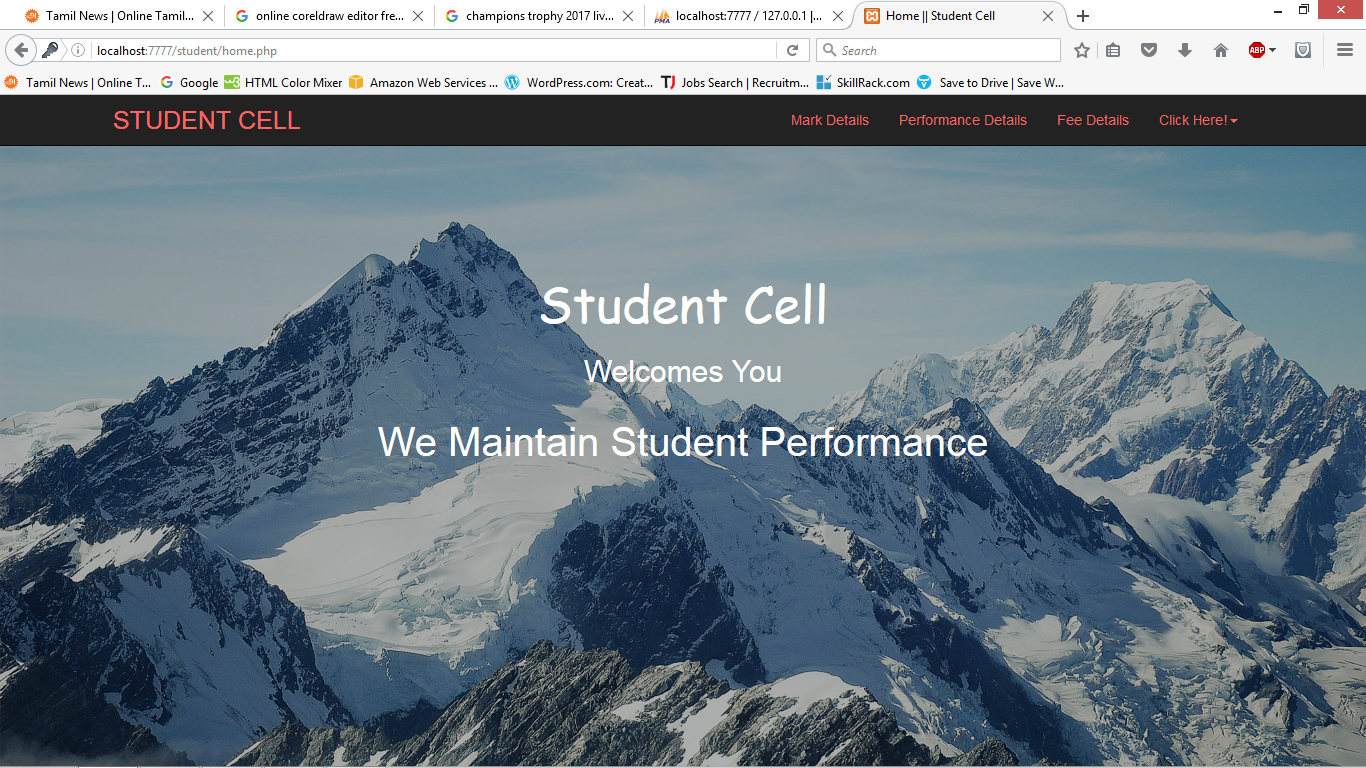 Tamil News | Online Tamil...
online coreldraw editor fre...
champions trophy 2017 liv...
localhost:7777 / 127.0.0.1 |...
Home || Student Cell
localhost:7777/student/home.php
Search
ABP
Tamil News | Online T...
Google
HTML Color Mixer
Amazon Web Services ...
WordPress.com: Creat...
TJ
Jobs Search | Recruitm...
SkillRack.com
Save to Drive | Save W...
STUDENT CELL
Mark Details
Performance Details
Fee Details
Click Here!
Student Cell
Welcomes You
We Maintain Student Performance